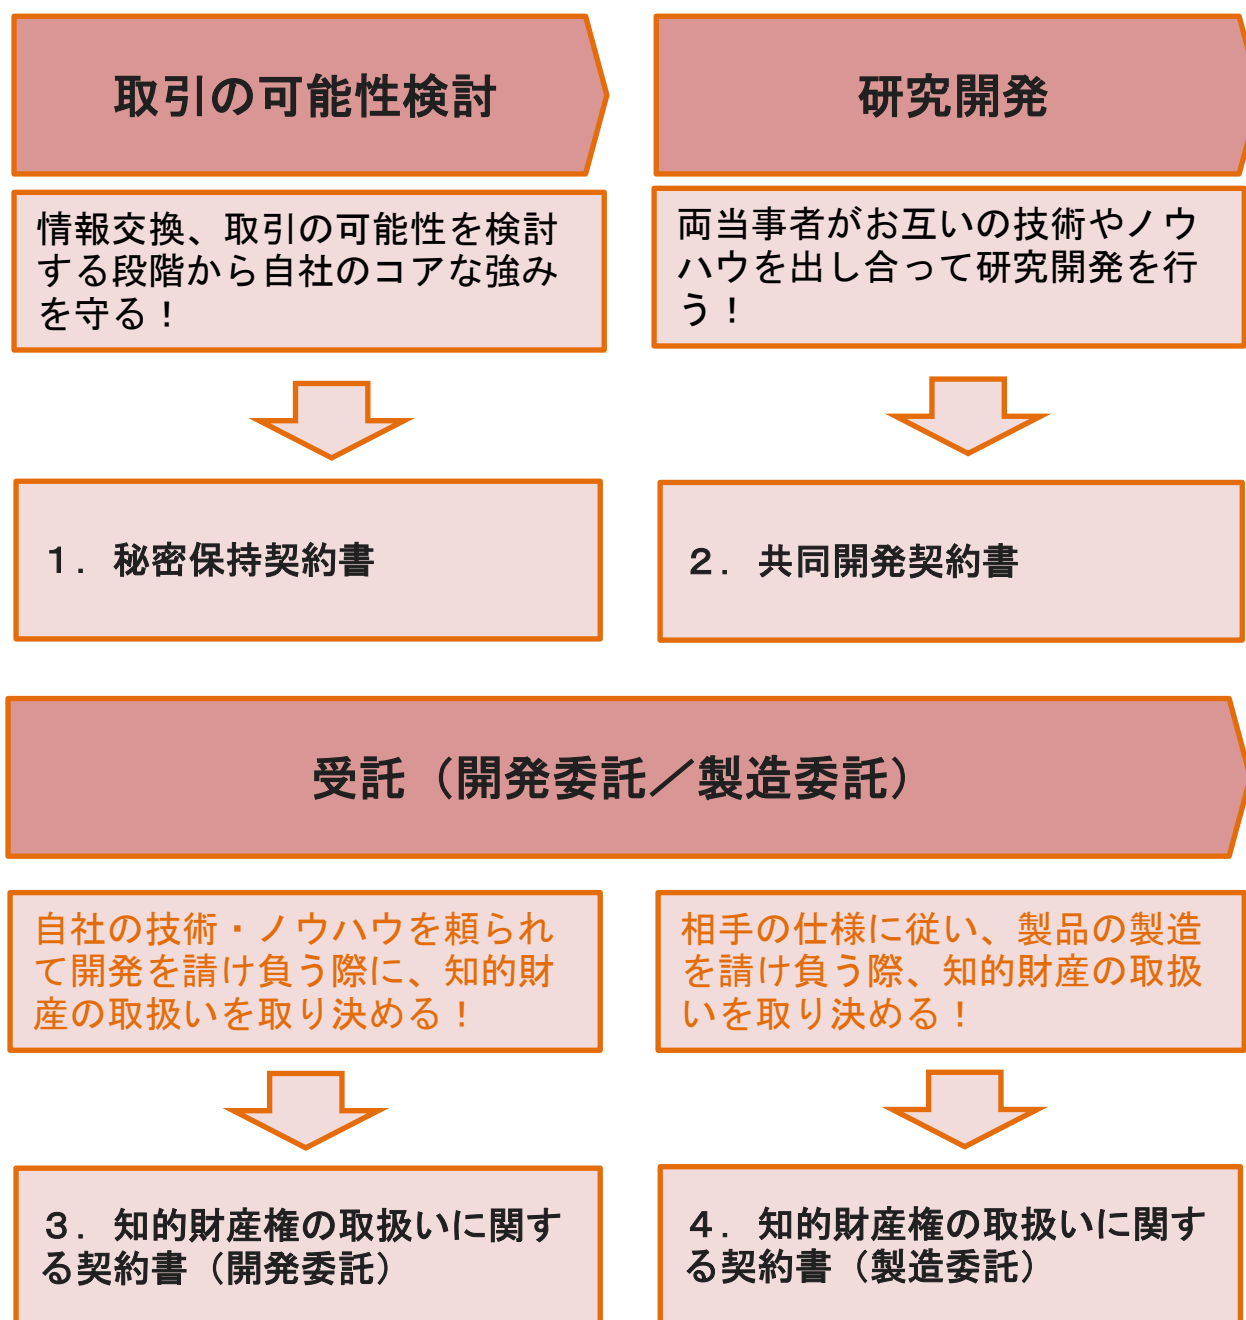 取引の可能性検討
研究開発
情報交換、取引の可能性を検討
する段階から自社のコアな強み
を守る！
両当事者がお互いの技術やノウ
ハウを出し合って研究開発を行
う！
１．秘密保持契約書
２．共同開発契約書
受託（開発委託／製造委託）
自社の技術・ノウハウを頼られ
て開発を請け負う際に、知的財
産の取扱いを取り決める！
相手の仕様に従い、製品の製造
を請け負う際、知的財産の取扱
いを取り決める！
３．知的財産権の取扱いに関す
る契約書（開発委託）
４．知的財産権の取扱いに関す
る契約書（製造委託）